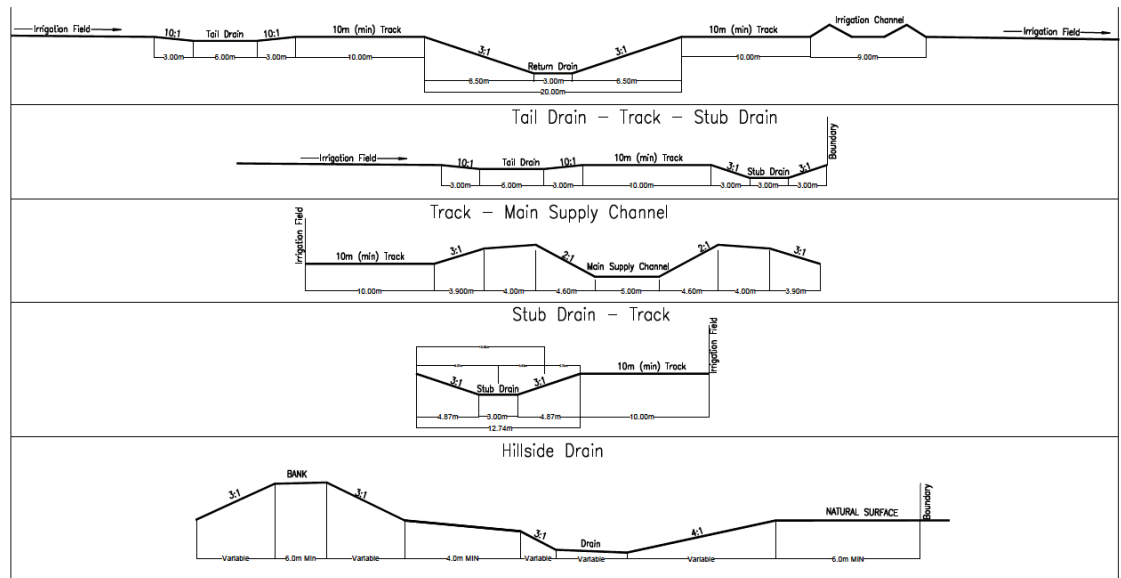 Irrigation Field
10:1
Tail Drain
10:1
10m (min) Track
3:1
Return Drain
3:1
10m (min) Track
Irrigation Channel
Irrigation Field
3.00m
6.00m
3.00m
10.00m
8.50m
3.00m
8.50m
10.00m
9.00m
20.00m
Tail Drain - Track - Stub Drain
Boundary
Irrigation Field
10:1
Tail Drain
10:1
10m (min) Track
3:1
Stub Drain
3:1
3.00m
6.00m
3.00m
10.00m
3.00m
3.00m
3.00m
Track - Main Supply Channel
Irrigation Field
10m (min) Track
3:1
2:1
Main Supply Channel
2:1
3:1
10.00m
3.900m
4.00m
4.60m
5.00m
4.60m
4.00m
3.90m
Stub Drain - Track
Irrigation Field
3:1
Stub Drain
3:1
10m (min) Track
4.87m
3.00m
4.87m
10.00m
12.74m
Hillside Drain
3:1
BANK
3:1
3:1
Drain
4:1
NATURAL SURFACE
Boundary
Variable
6.0m MIN
Variable
4.0m MIN
Variable
Variable
Variable
6.0m MIN